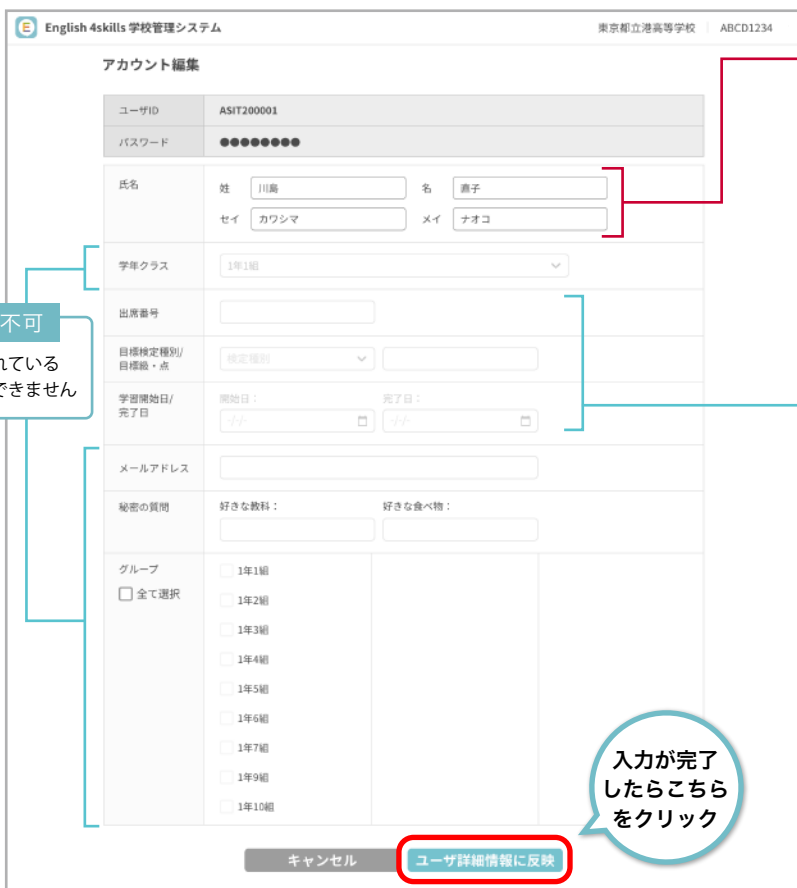 E English 4skills 学校管理システム 東京都立港高等学校 ABCD1234
アカウント編集
ユーザID ASIT200001
パスワード ●●●●●●●●
氏名 姓 川島 名 直子
セイ カワシマ メイ ナオコ
学年クラス 1年1組
不可
れている
できません
出席番号
目標検定種別/
目標級・点 検定種別
学習開始日/
完了日 開始日： 完了日：
-/-/- -/-/-
メールアドレス
秘密の質問 好きな教科： 好きな食べ物：
グループ
全て選択
1年1組
1年2組
1年3組
1年4組
1年5組
1年6組
1年7組
1年9組
1年10組
入力が完了
したらこちら
をクリック
キャンセル ユーザ詳細情報に反映